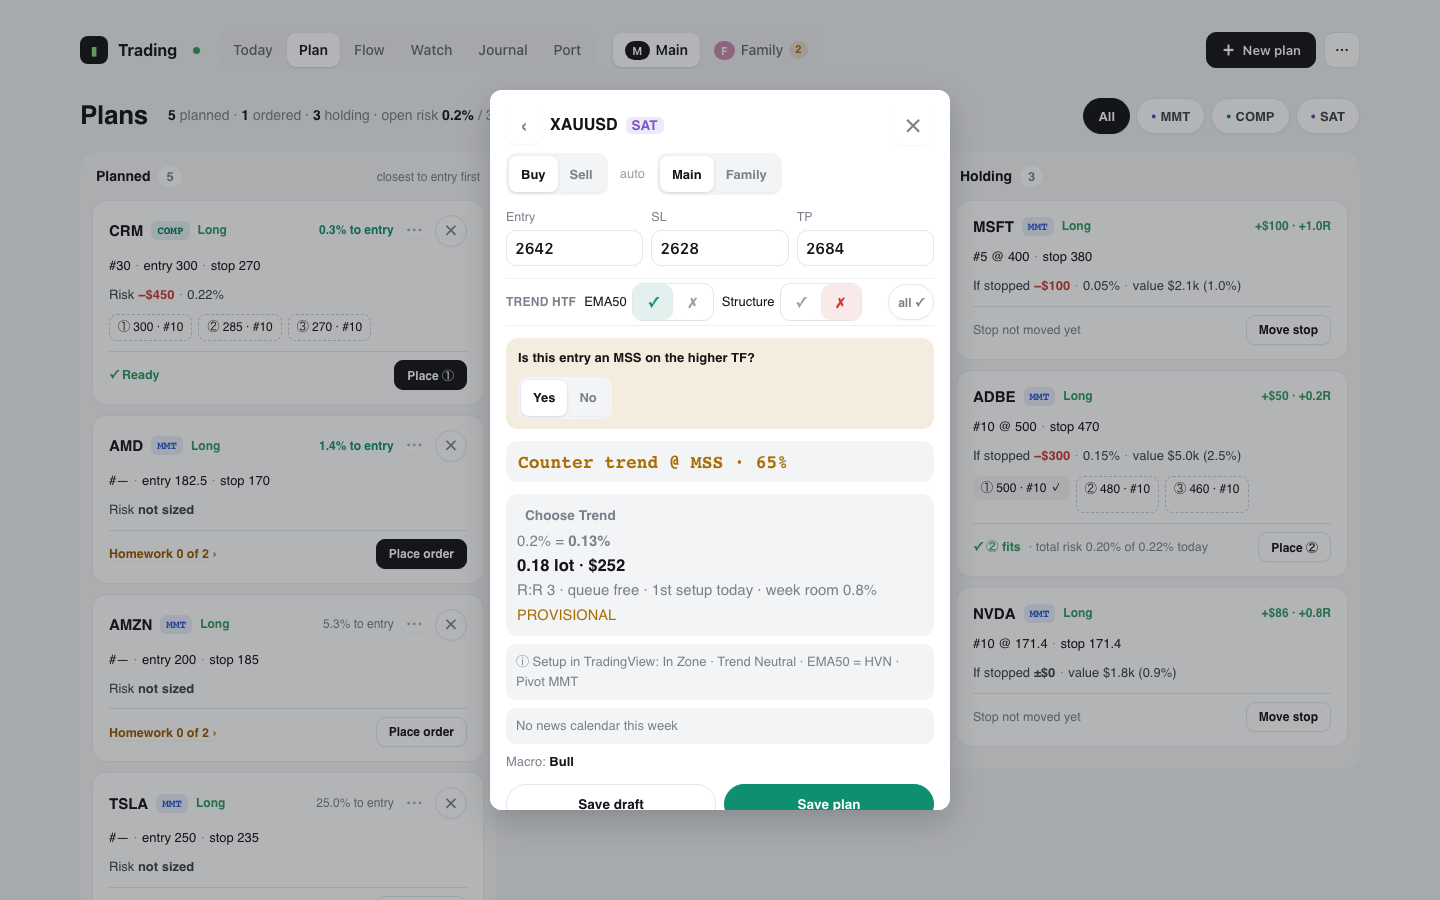 Trading
Today
Plan
Flow
Watch
Journal
Port
M Main
F Family 2
+ New plan
···
Plans
5 planned · 1 ordered · 3 holding · open risk 0.2% / 3
All
• MMT
• COMP
• SAT
Planned 5
closest to entry first
CRM COMP Long
0.3% to entry ··· ✕
#30 · entry 300 · stop 270
Risk −$450 · 0.22%
① 300 · #10
② 285 · #10
③ 270 · #10
✓ Ready
Place ①
AMD MMT Long
1.4% to entry ··· ✕
#— · entry 182.5 · stop 170
Risk not sized
Homework 0 of 2 ›
Place order
AMZN MMT Long
5.3% to entry ··· ✕
#— · entry 200 · stop 185
Risk not sized
Homework 0 of 2 ›
Place order
TSLA MMT Long
25.0% to entry ··· ✕
#— · entry 250 · stop 235
Risk not sized
‹ XAUUSD SAT ✕
Buy Sell auto Main Family
Entry SL TP
2642 2628 2684
TREND HTF EMA50 ✓ ✗ Structure ✓ ✗ all ✓
Is this entry an MSS on the higher TF?
Yes No
Counter trend @ MSS · 65%
Choose Trend
0.2% = 0.13%
0.18 lot · $252
R:R 3 · queue free · 1st setup today · week room 0.8%
PROVISIONAL
ⓘ Setup in TradingView: In Zone · Trend Neutral · EMA50 = HVN ·
Pivot MMT
No news calendar this week
Macro: Bull
Save draft
Save plan
Holding 3
MSFT MMT Long
+$100 · +1.0R
#5 @ 400 · stop 380
If stopped −$100 · 0.05% · value $2.1k (1.0%)
Stop not moved yet
Move stop
ADBE MMT Long
+$50 · +0.2R
#10 @ 500 · stop 470
If stopped −$300 · 0.15% · value $5.0k (2.5%)
① 500 · #10 ✓
② 480 · #10
③ 460 · #10
✓ ② fits · total risk 0.20% of 0.22% today
Place ②
NVDA MMT Long
+$86 · +0.8R
#10 @ 171.4 · stop 171.4
If stopped ±$0 · value $1.8k (0.9%)
Stop not moved yet
Move stop